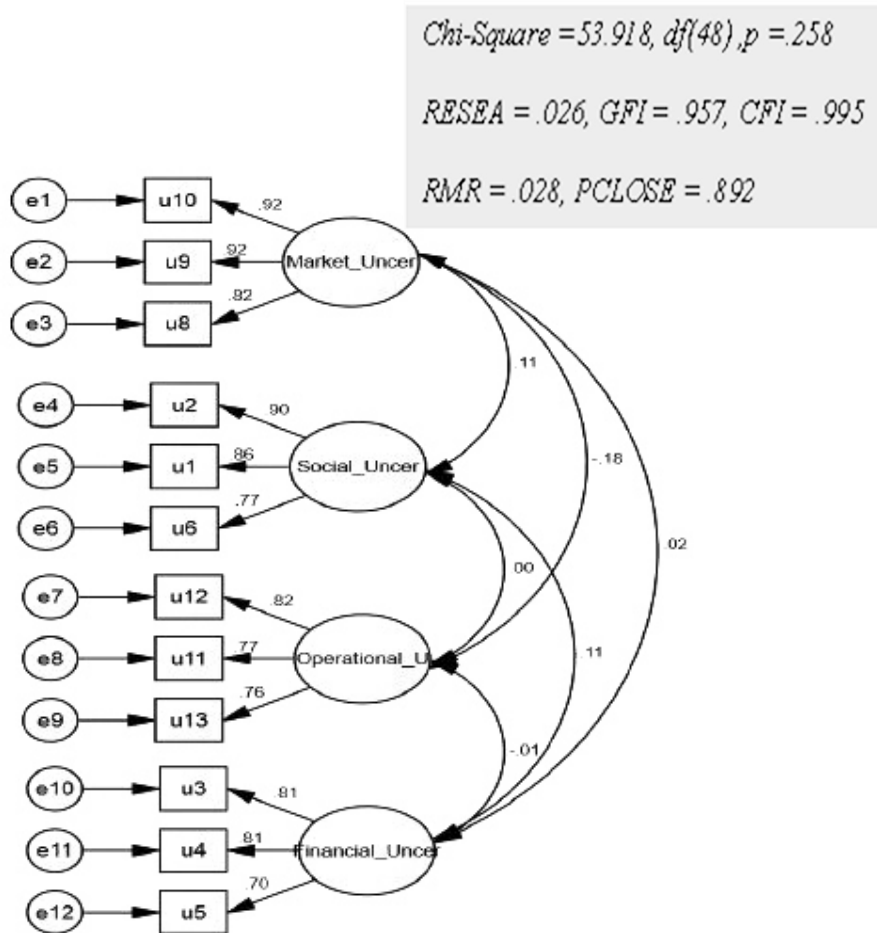 Chi-Square =53.918, df(48) ,p =.258
RESEA = .026, GFI = .957, CFI = .995
RMR = .028, PCLOSE = .892
e1
u10
.92
e2
u9
.92
Market_Uncer
e3
u8
.82
.11
e4
u2
.90
e5
u1
.86
Social_Uncer
-.18
e6
u6
.77
.02
.00
e7
u12
.82
e8
u11
.77
Operational_U
.11
e9
u13
.76
-.01
e10
u3
.81
e11
u4
.81
Financial_Uncer
e12
u5
.70